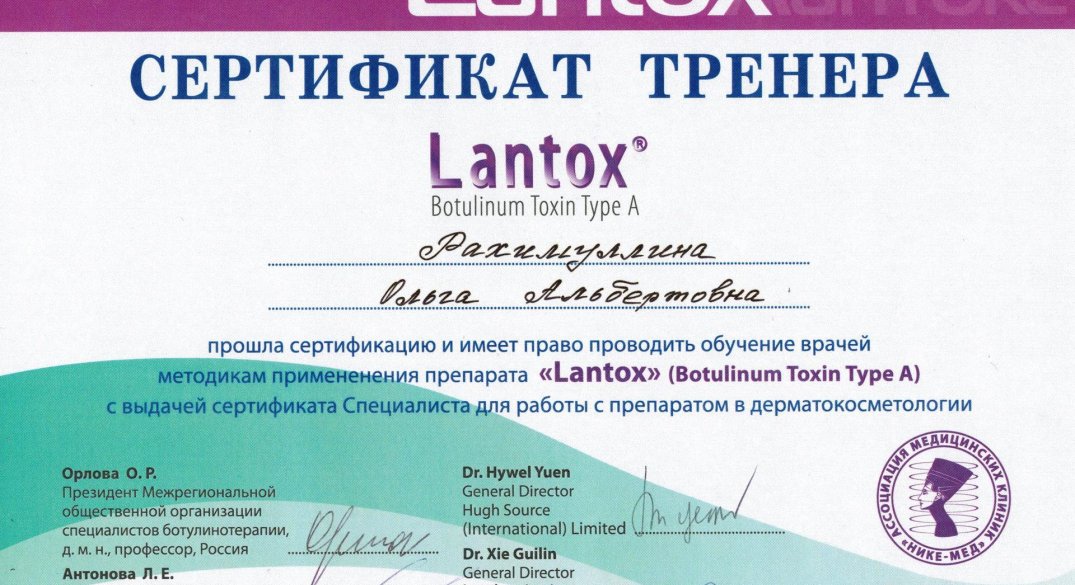 Lantox
СЕРТИФИКАТ ТРЕНЕРА
Lantox®
Botulinum Toxin Type A
Рахимуллина
Ольга Альбертовна
прошла сертификацию и имеет право проводить обучение врачей
методикам примененения препарата «Lantox» (Botulinum Toxin Type A)
с выдачей сертификата Специалиста для работы с препаратом в дерматокосметологии
Орлова О. Р.
Президент Межрегиональной
общественной организации
специалистов ботулинотерапии,
д. м. н., профессор, Россия
Антонова Л. Е.
Dr. Hywel Yuen
General Director
Hugh Source
(International) Limited
Dr. Xie Guilin
General Director
АССОЦИАЦИЯ МЕДИЦИНСКИХ КЛИНИК
«НИКЕ-МЕД»